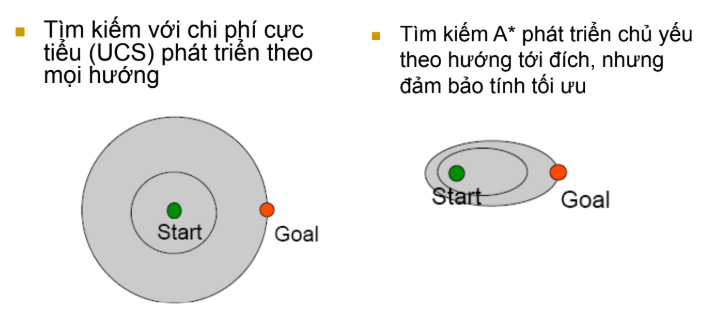 Tìm kiếm với chi phí cực
tiểu (UCS) phát triển theo
mọi hướng
Tìm kiếm A* phát triển chủ yếu
theo hướng tới đích, nhưng
đảm bảo tính tối ưu
Start
Goal
Start
Goal